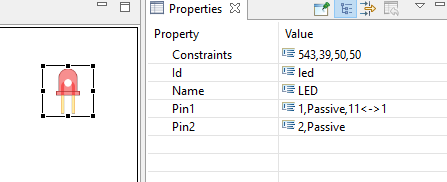 Properties
Property Value
Constraints 543,39,50,50
Id led
Name LED
Pin1 1,Passive,11<->1
Pin2 2,Passive